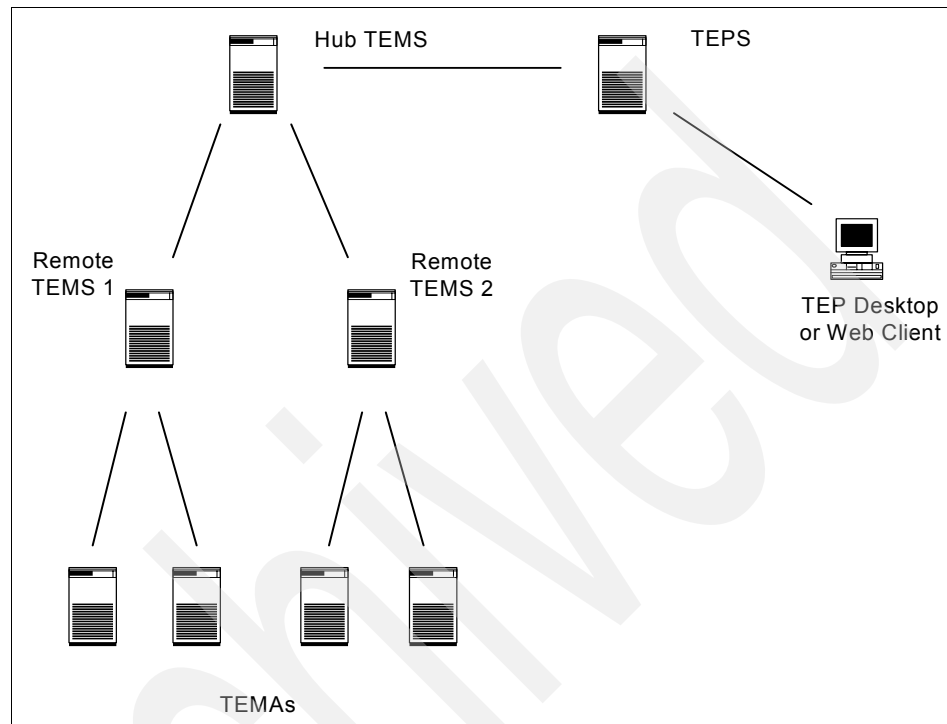 Hub TEMS
TEPS
Remote
TEMS 1
Remote
TEMS 2
TEP Desktop
or Web Client
TEMAs